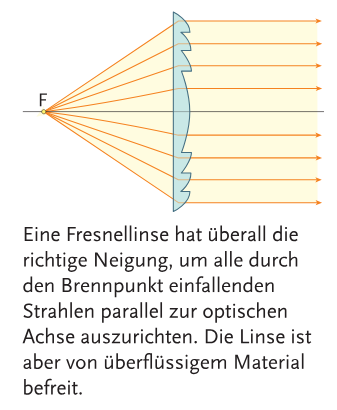 F
Eine Fresnellinse hat überall die
richtige Neigung, um alle durch
den Brennpunkt einfallenden
Strahlen parallel zur optischen
Achse auszurichten. Die Linse ist
aber von überflüssigem Material
befreit.